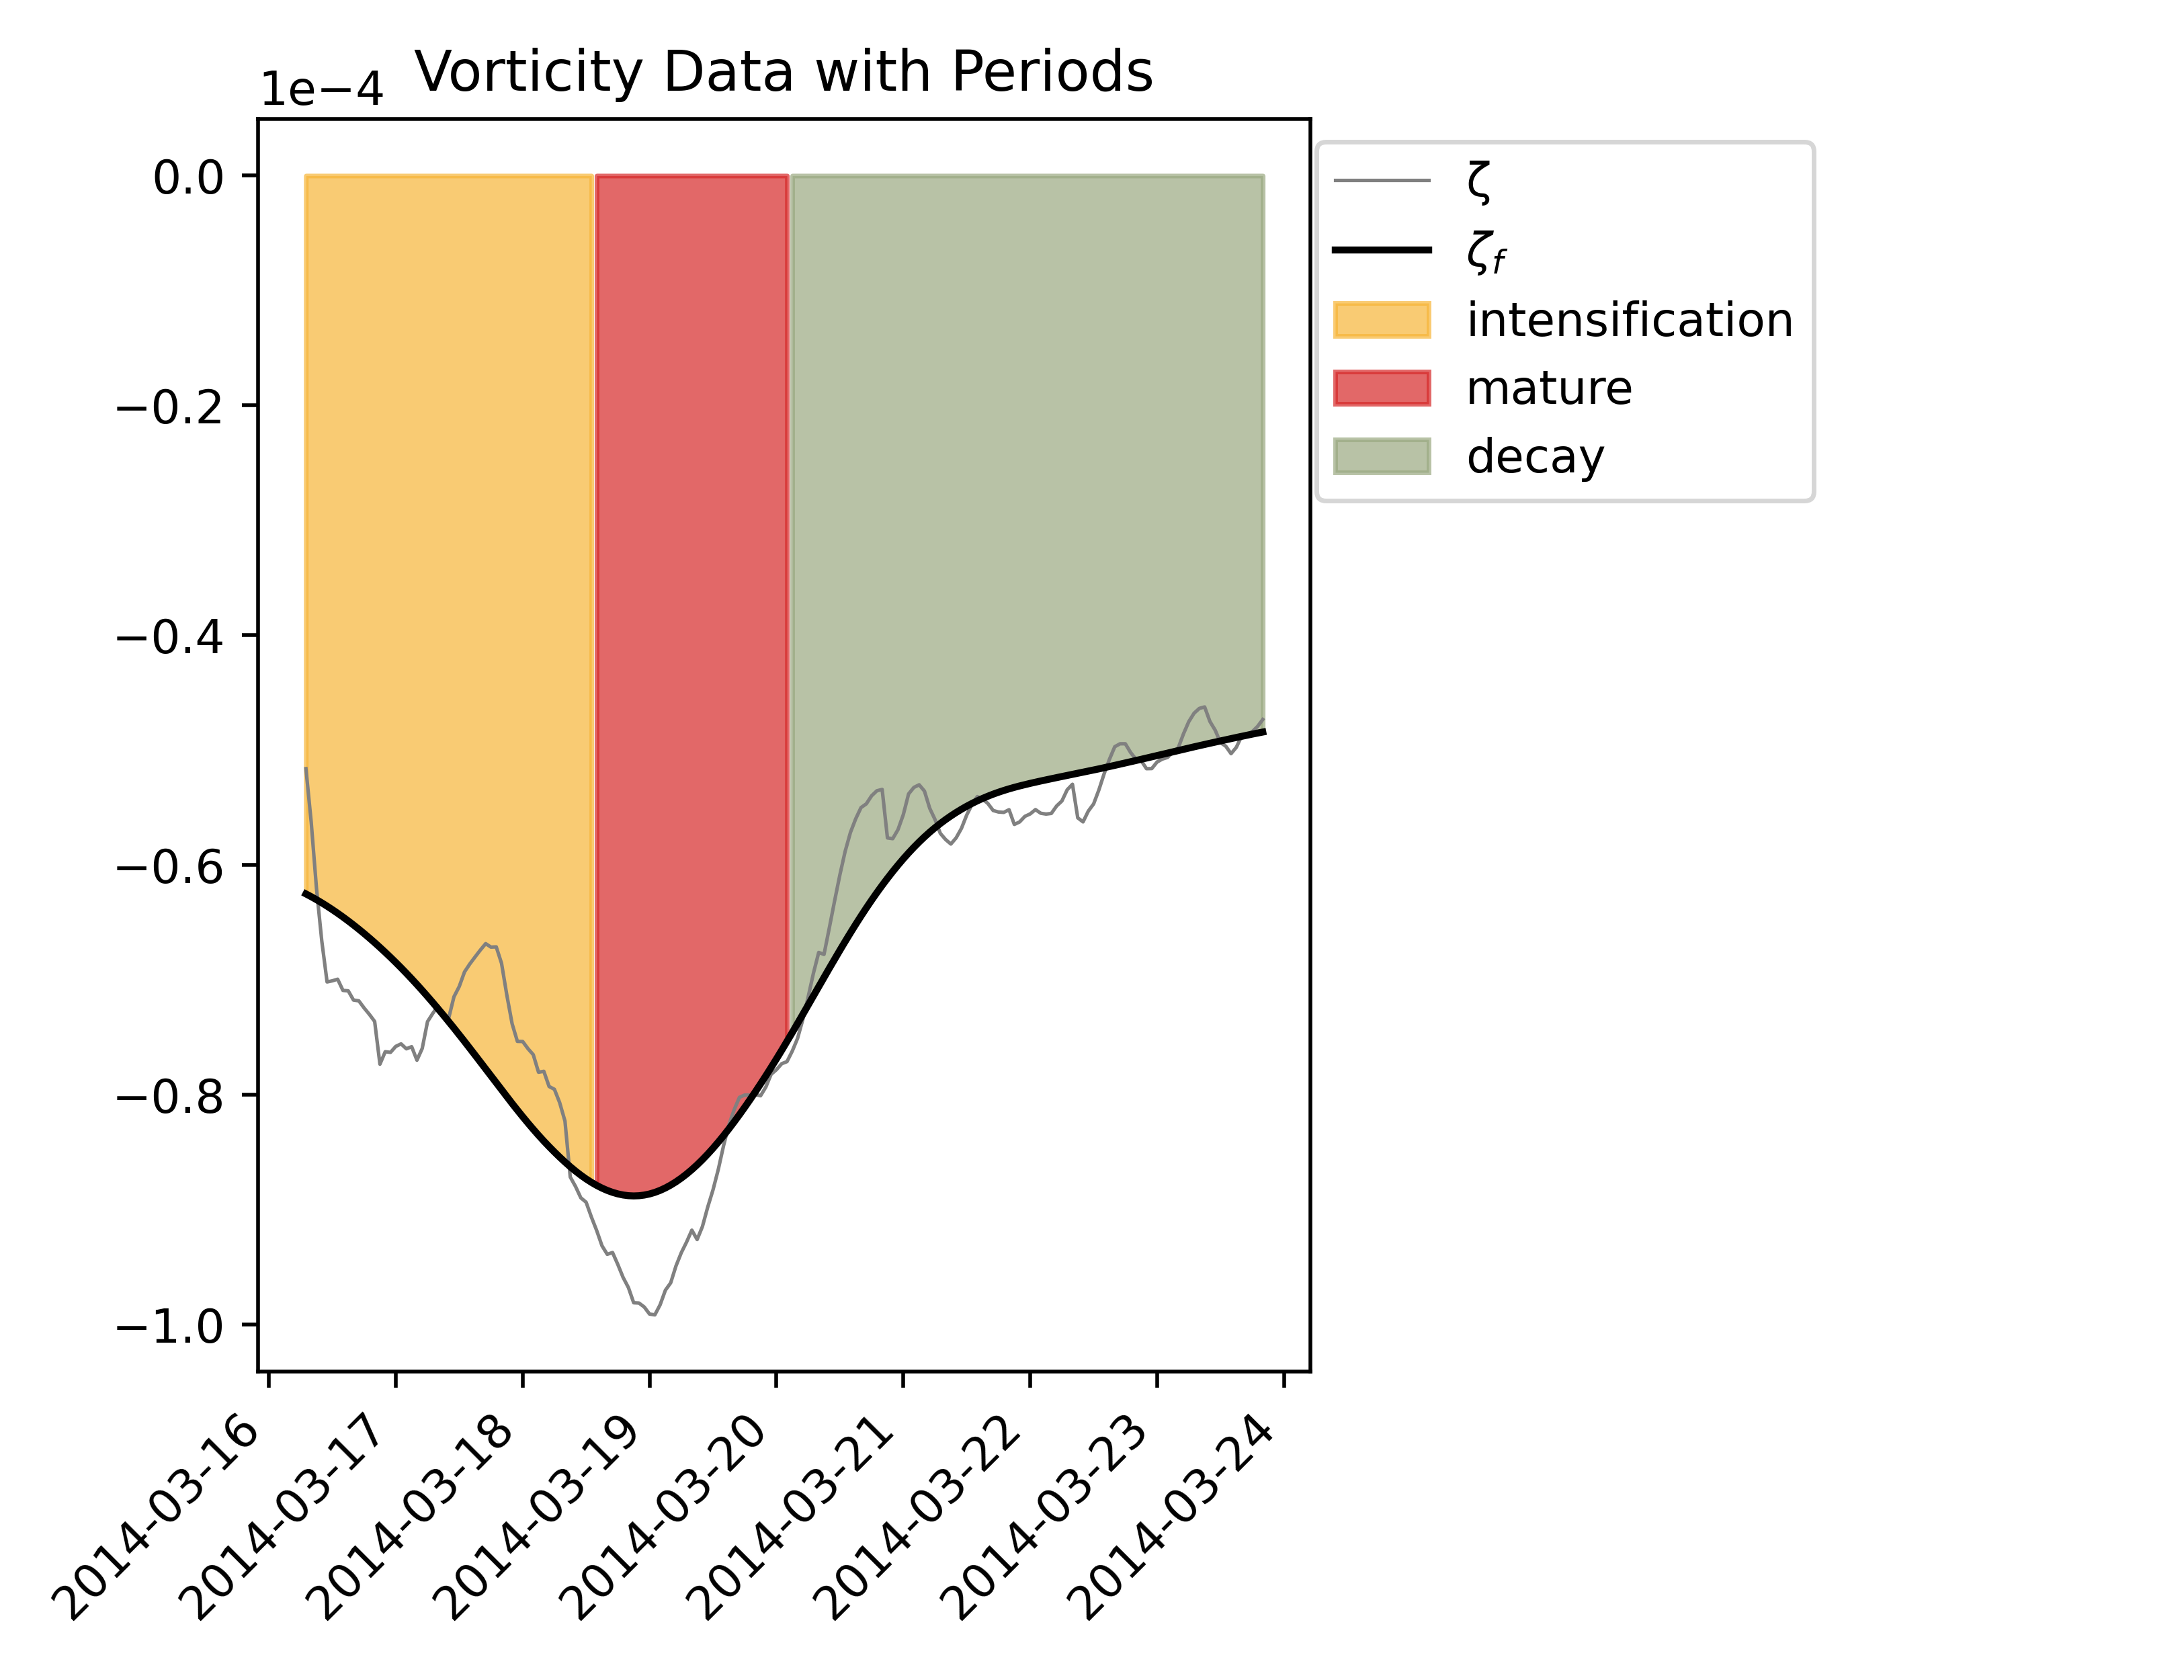 Vorticity Data with Periods
1e−4
0.0
−0.2
−0.4
−0.6
−0.8
−1.0
2014-03-16
2014-03-17
2014-03-18
2014-03-19
2014-03-20
2014-03-21
2014-03-22
2014-03-23
2014-03-24
ζ
ζf
intensification
mature
decay